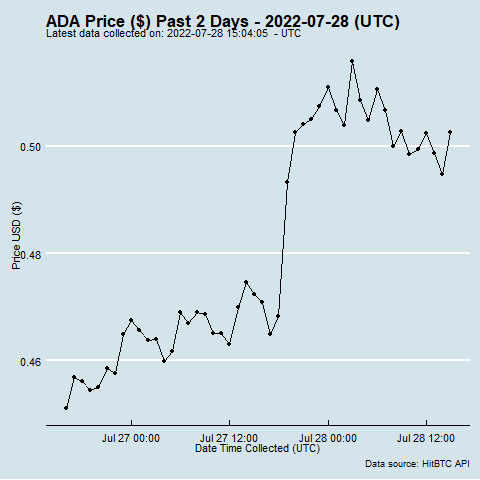 ADA Price ($) Past 2 Days - 2022-07-28 (UTC)
Latest data collected on: 2022-07-28 15:04:05 - UTC
Price USD ($)
0.50
0.48
0.46
Jul 27 00:00 Jul 27 12:00 Jul 28 00:00 Jul 28 12:00
Date Time Collected (UTC)
Data source: HitBTC API